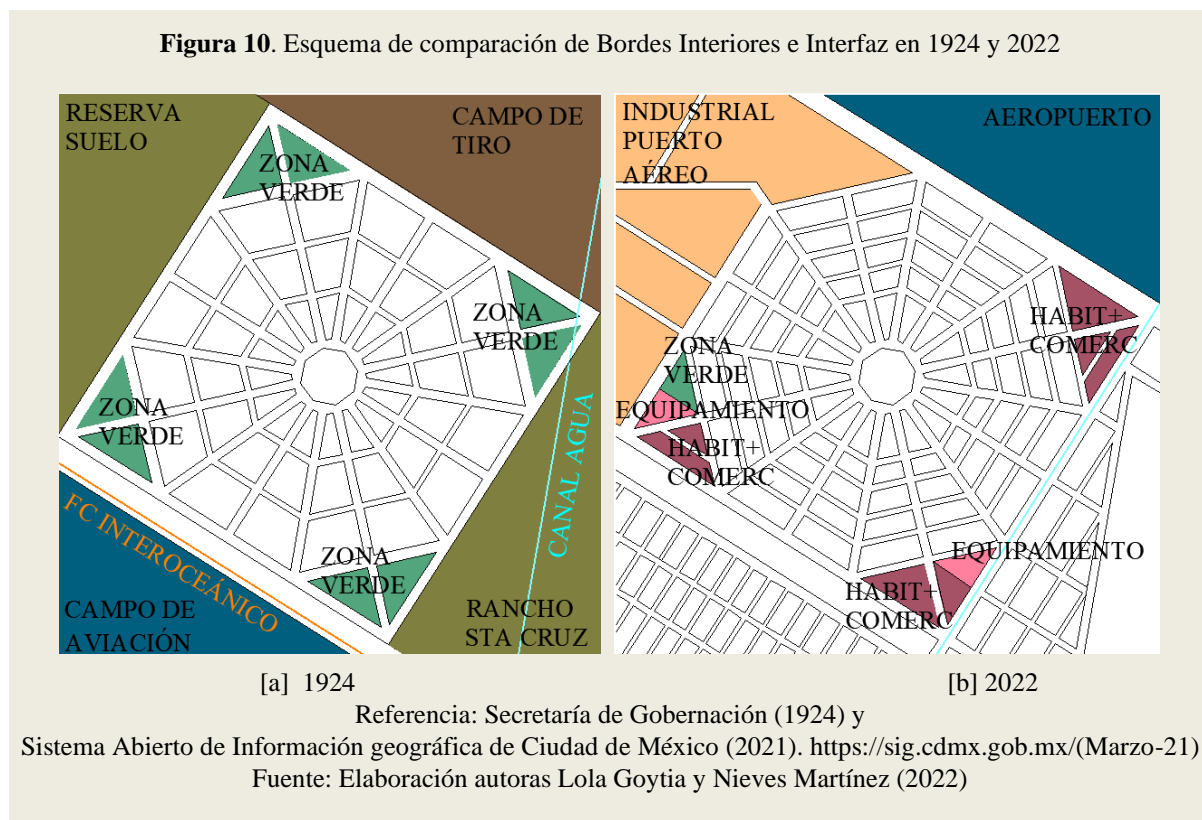 Figura 10. Esquema de comparación de Bordes Interiores e Interfaz en 1924 y 2022
RESERVA
SUELO
CAMPO DE
TIRO
ZONA
VERDE
ZONA
VERDE
ZONA
VERDE
ZONA
VERDE
FC INTEROCEÁNICO
CANAL AGUA
CAMPO DE
AVIACIÓN
RANCHO
STA CRUZ
INDUSTRIAL
PUERTO
AÉREO
AEROPUERTO
HABIT+
COMERC
ZONA
VERDE
EQUIPAMIENTO
HABIT+
COMERC
EQUIPAMIENTO
HABIT+
COMERC
[a] 1924
[b] 2022
Referencia: Secretaría de Gobernación (1924) y
Sistema Abierto de Información geográfica de Ciudad de México (2021). https://sig.cdmx.gob.mx/(Marzo-21)
Fuente: Elaboración autoras Lola Goytia y Nieves Martínez (2022)